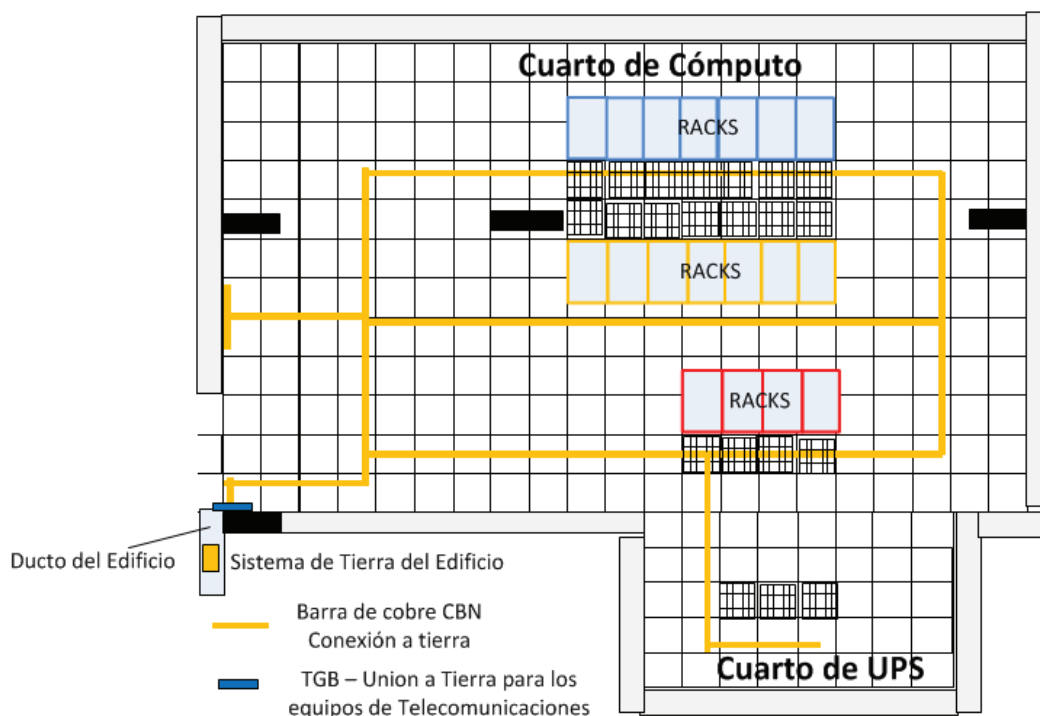 Cuarto de Cómputo
RACKS
RACKS
RACKS
Ducto del Edificio
Sistema de Tierra del Edificio
Barra de cobre CBN
Conexión a tierra
TGB – Union a Tierra para los
equipos de Telecomunicaciones
Cuarto de UPS